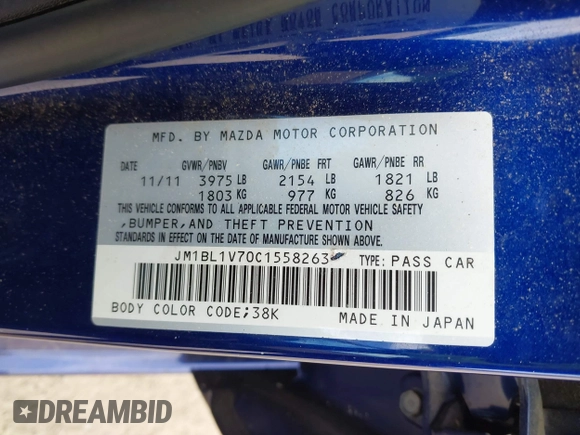 MFD. BY MAZDA MOTOR CORPORATION
DATE GVWR/PNBV GAWR/PNBE FRT GAWR/PNBE RR
11/11 3975 LB 2154 LB 1821 LB
1803 KG 977 KG 826 KG
THIS VEHICLE CONFORMS TO ALL APPLICABLE FEDERAL MOTOR VEHICLE SAFETY
,BUMPER,AND THEFT PREVENTION
STANDARDS IN EFFECT ON THE DATE OF MANUFACTURE SHOWN ABOVE.
JM1BL1V70C1558263 TYPE: PASS CAR
BODY COLOR CODE;38K MADE IN JAPAN
DREAMBID